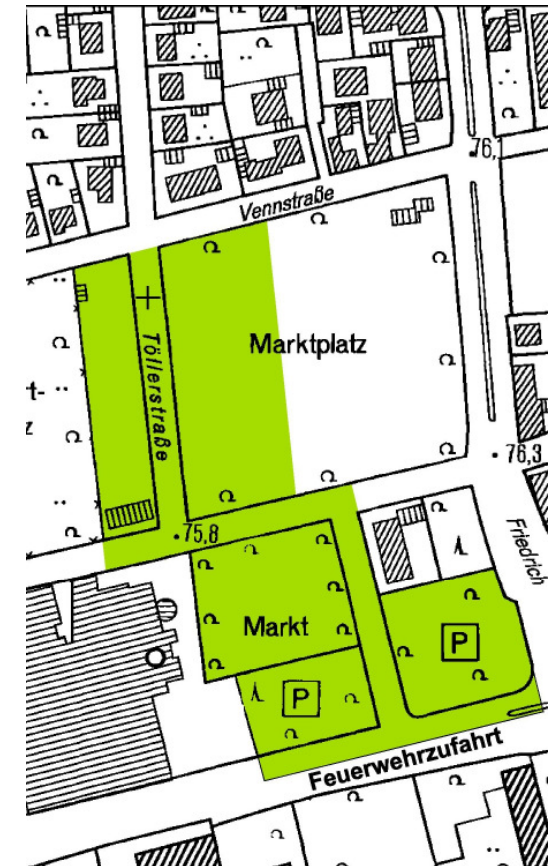 76,1
Vennstraße
Marktplatz
Töllerstraße
t-
z
76,3
75,8
Friedrich
Markt
P
P
Feuerwehrzufahrt